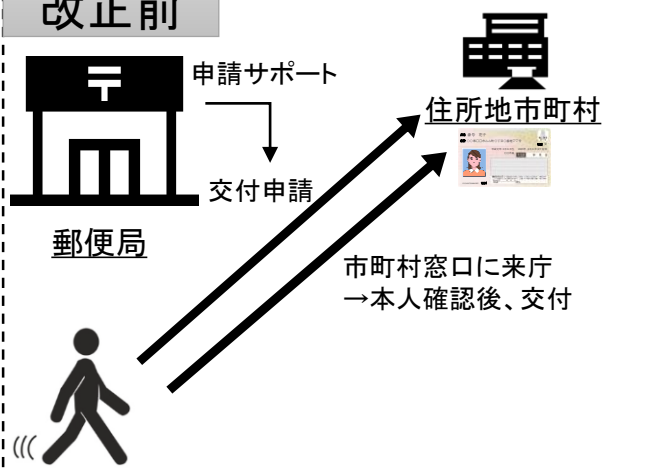 改正前
申請サポート
住所地市町村
交付申請
郵便局
市町村窓口に来庁
→本人確認後、交付